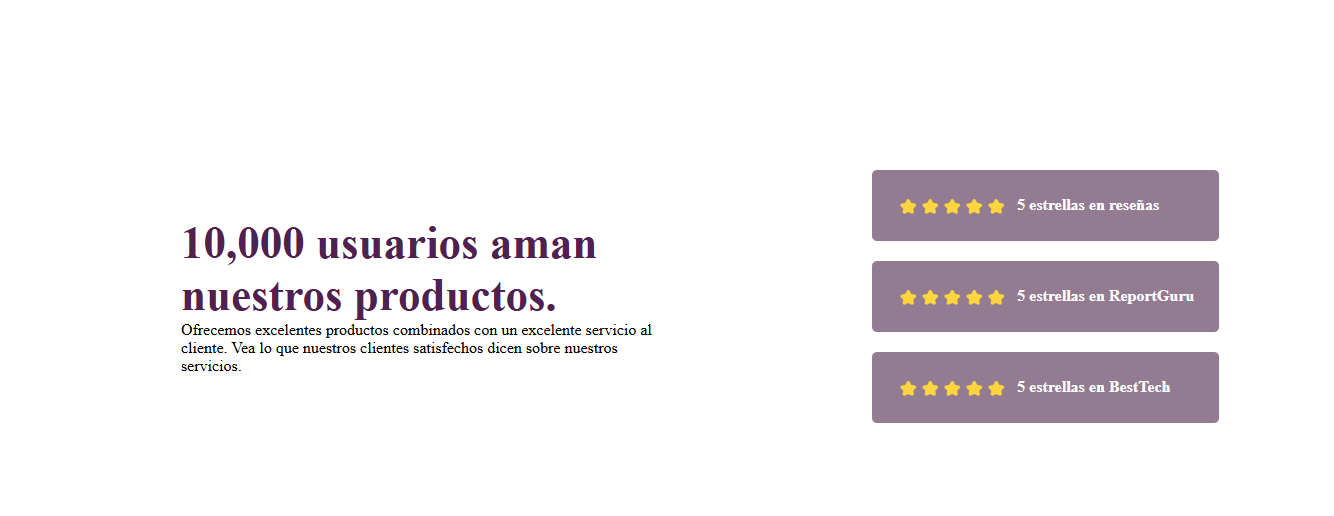 10,000 usuarios aman
nuestros productos.
Ofrecemos excelentes productos combinados con un excelente servicio al
cliente. Vea lo que nuestros clientes satisfechos dicen sobre nuestros
servicios.
5 estrellas en reseñas
5 estrellas en ReportGuru
5 estrellas en BestTech